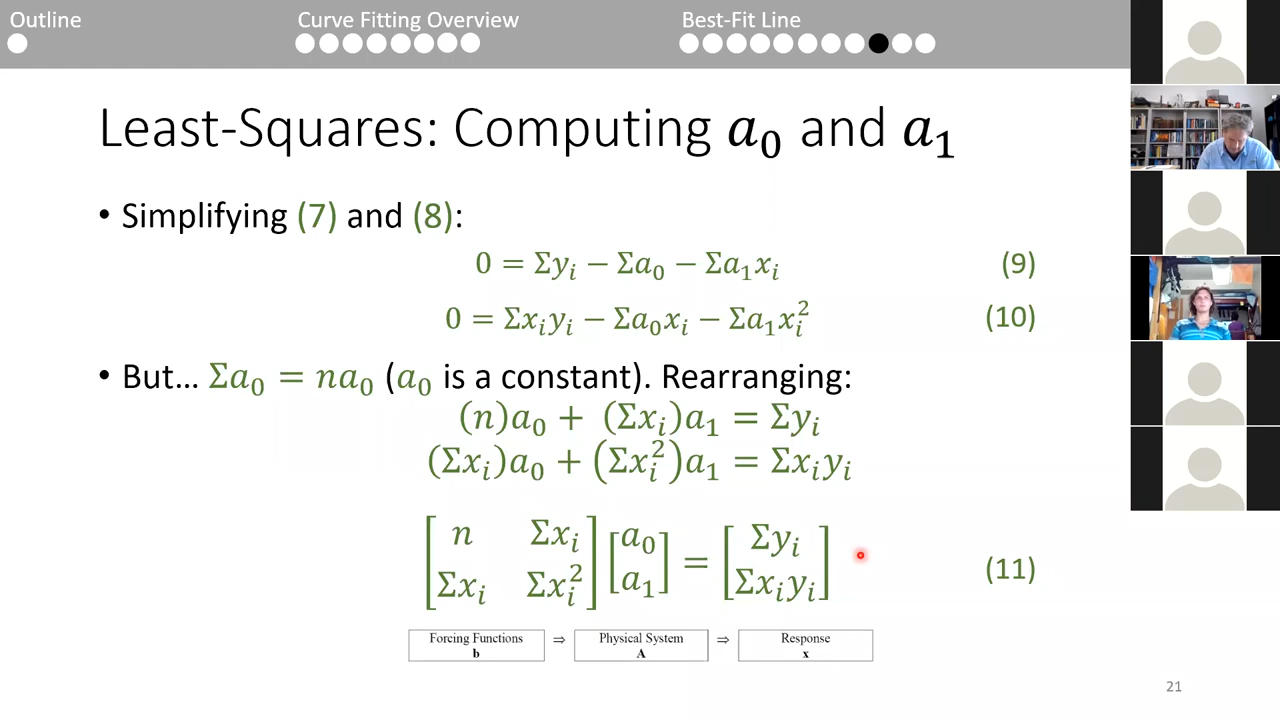 Outline
Curve Fitting Overview
Best-Fit Line
Least-Squares: Computing a₀ and a₁
• Simplifying (7) and (8):
0 = Σyᵢ − Σa₀ − Σa₁xᵢ (9)
0 = Σxᵢyᵢ − Σa₀xᵢ − Σa₁xᵢ² (10)
• But... Σa₀ = na₀ (a₀ is a constant). Rearranging:
(n)a₀ + (Σxᵢ)a₁ = Σyᵢ
(Σxᵢ)a₀ + (Σxᵢ²)a₁ = Σxᵢyᵢ
[n Σxᵢ; Σxᵢ Σxᵢ²] [a₀; a₁] = [Σyᵢ; Σxᵢyᵢ] (11)
Forcing Functions ⇒ Physical System ⇒ Response
b A x
21